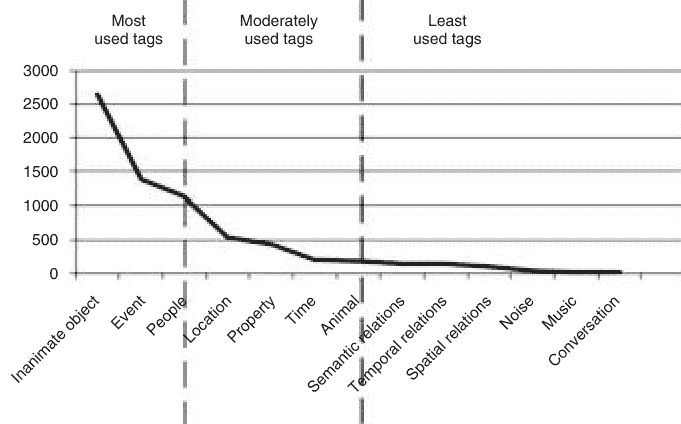 Most
used tags
Moderately
used tags
Least
used tags
3000
2500
2000
1500
1000
500
0
Inanimate object
Event
People
Location
Property
Time
Animal
Semantic relations
Temporal relations
Spatial relations
Noise
Music
Conversation